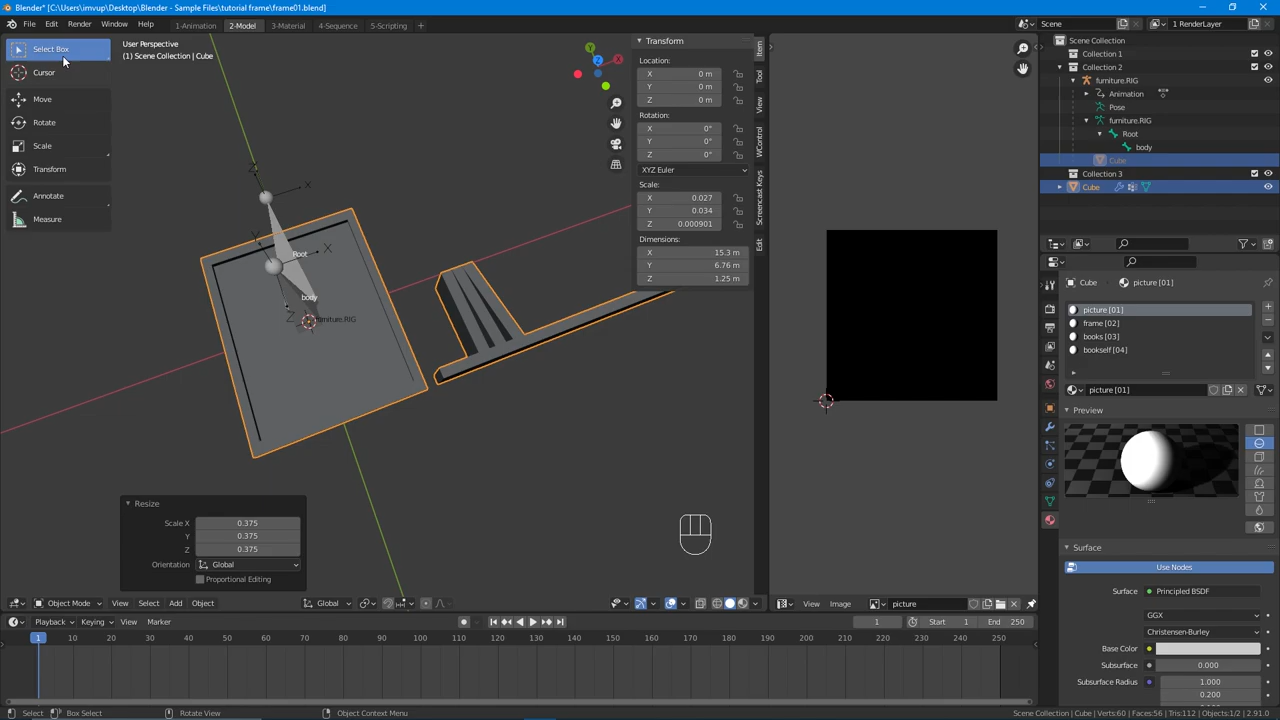 Blender* [C:\Users\imvup\Desktop\Blender - Sample Files\tutorial frame\frame01.blend]
File Edit Render Window Help 1-Animation 2-Model 3-Material 4-Sequence 5-Scripting Scene 1 RenderLayer
Select Box
Cursor
Move
Rotate
Scale
Transform
Annotate
Measure
User Perspective
(1) Scene Collection | Cube
Root
body
furniture.RIG
Z X
Y X
Z
Y X Z
Transform
Location:
X 0 m
Y 0 m
Z 0 m
Rotation:
X 0°
Y 0°
Z 0°
XYZ Euler
Scale:
X 0.027
Y 0.034
Z 0.000901
Dimensions:
X 15.3 m
Y 6.76 m
Z 1.25 m
Item
Tool
View
WControl
Screencast Keys
Edit
Resize
Scale X 0.375
Y 0.375
Z 0.375
Orientation Global
Proportional Editing
Object Mode View Select Add Object Global
View Image picture
Scene Collection
Collection 1
Collection 2
furniture.RIG
Animation
Pose
furniture.RIG
Root
body
Cube
Collection 3
Cube
Cube picture [01]
picture [01]
frame [02]
books [03]
bookself [04]
picture [01]
Preview
Surface
Use Nodes
Surface Principled BSDF
GGX
Christensen-Burley
Base Color
Subsurface 0.000
Subsurface Radius 1.000
0.200
Playback Keying View Marker 1 Start 1 End 250
1 10 20 30 40 50 60 70 80 90 100 110 120 130 140 150 160 170 180 190 200 210 220 230 240 250
Select Box Select Rotate View Object Context Menu Scene Collection | Cube | Verts:60 | Faces:56 | Tris:112 | Objects:1/2 | 2.91.0